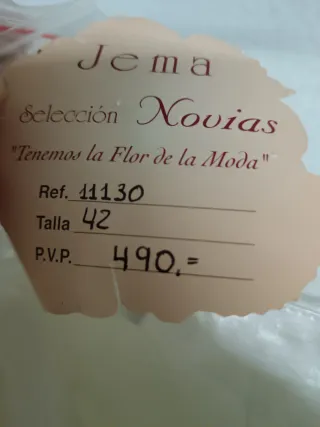 Jema
Selección Novias
"Tenemos la Flor de la Moda"
Ref. 11130
Talla 42
P.V.P. 490,=